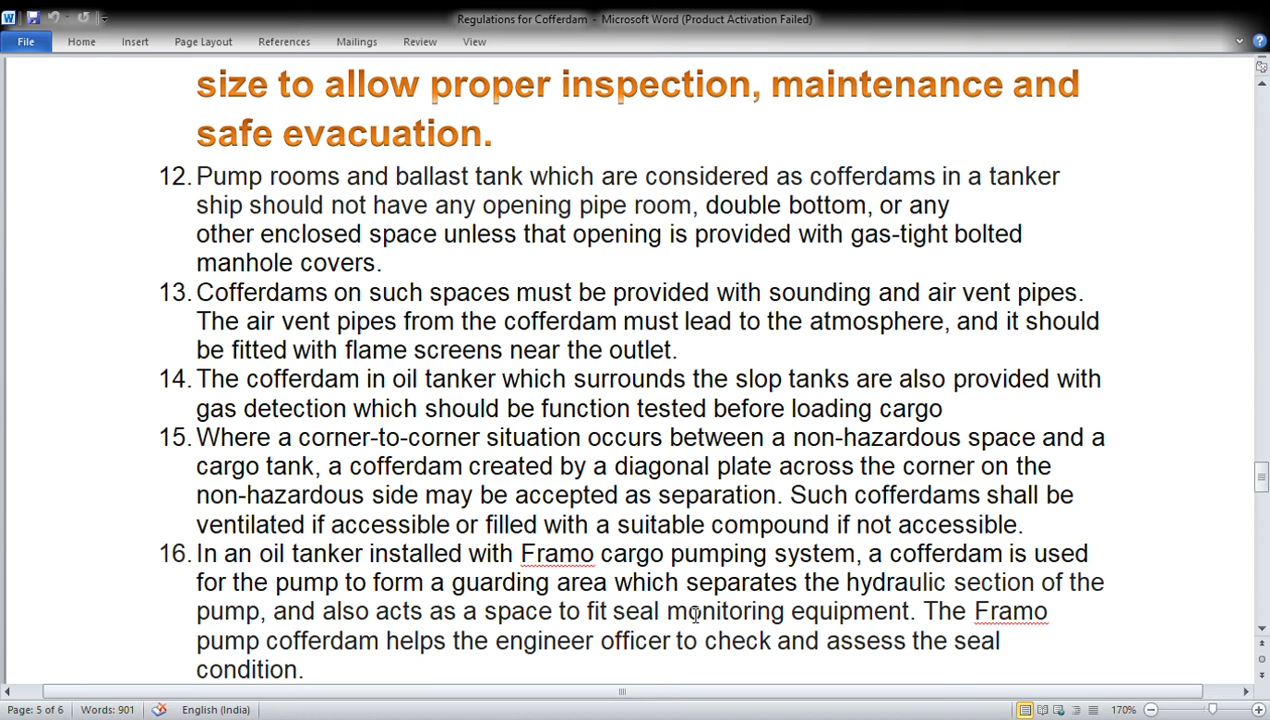 Regulations for Cofferdam - Microsoft Word (Product Activation Failed)
File Home Insert Page Layout References Mailings Review View
size to allow proper inspection, maintenance and
safe evacuation.
12. Pump rooms and ballast tank which are considered as cofferdams in a tanker
ship should not have any opening pipe room, double bottom, or any
other enclosed space unless that opening is provided with gas-tight bolted
manhole covers.
13. Cofferdams on such spaces must be provided with sounding and air vent pipes.
The air vent pipes from the cofferdam must lead to the atmosphere, and it should
be fitted with flame screens near the outlet.
14. The cofferdam in oil tanker which surrounds the slop tanks are also provided with
gas detection which should be function tested before loading cargo
15. Where a corner-to-corner situation occurs between a non-hazardous space and a
cargo tank, a cofferdam created by a diagonal plate across the corner on the
non-hazardous side may be accepted as separation. Such cofferdams shall be
ventilated if accessible or filled with a suitable compound if not accessible.
16. In an oil tanker installed with Framo cargo pumping system, a cofferdam is used
for the pump to form a guarding area which separates the hydraulic section of the
pump, and also acts as a space to fit seal monitoring equipment. The Framo
pump cofferdam helps the engineer officer to check and assess the seal
condition.
Page: 5 of 6 Words: 901 English (India) 170%